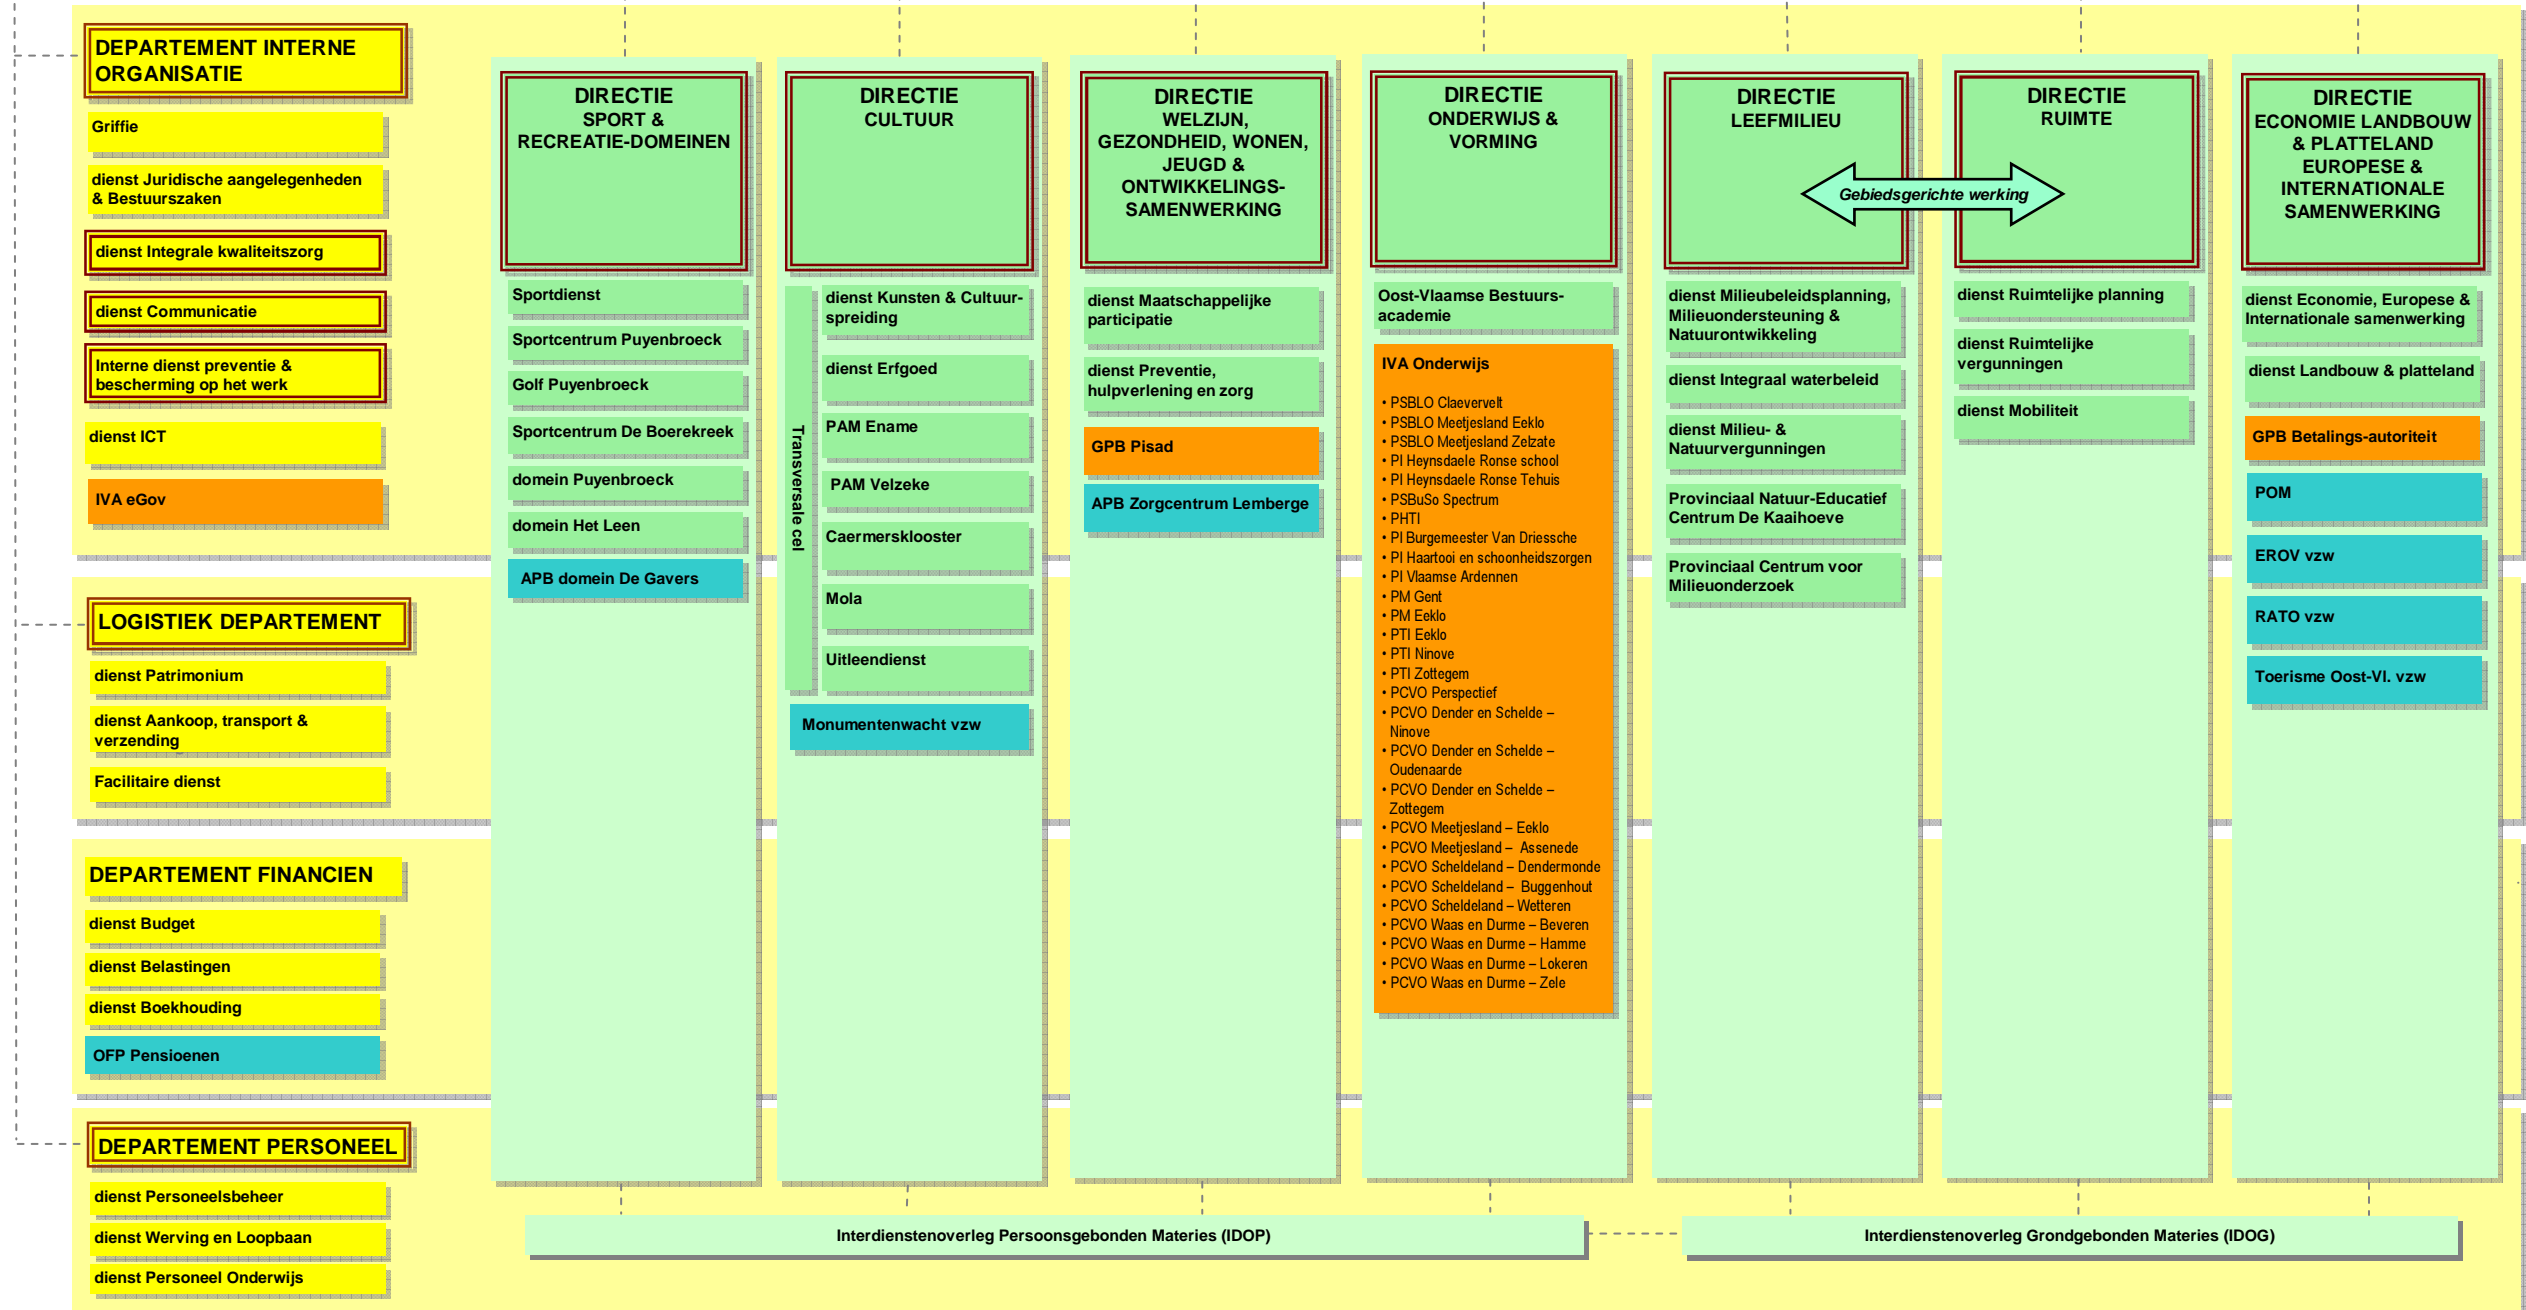 DEPARTEMENT INTERNE
ORGANISATIE
Griffie
dienst Juridische aangelegenheden
& Bestuurszaken
dienst Integrale kwaliteitszorg
dienst Communicatie
Interne dienst preventie &
bescherming op het werk
dienst ICT
IVA eGov
LOGISTIEK DEPARTEMENT
dienst Patrimonium
dienst Aankoop, transport &
verzending
Facilitaire dienst
DEPARTEMENT FINANCIEN
dienst Budget
dienst Belastingen
dienst Boekhouding
OFP Pensioenen
DEPARTEMENT PERSONEEL
dienst Personeelsbeheer
dienst Werving en Loopbaan
dienst Personeel Onderwijs
DIRECTIE
SPORT &
RECREATIE-DOMEINEN
Sportdienst
Sportcentrum Puyenbroeck
Golf Puyenbroeck
Sportcentrum De Boerekreek
domein Puyenbroeck
domein Het Leen
APB domein De Gavers
DIRECTIE
CULTUUR
Transversale cel
dienst Kunsten & Cultuur-
spreiding
dienst Erfgoed
PAM Ename
PAM Velzeke
Caermersklooster
Mola
Uitleendienst
Monumentenwacht vzw
DIRECTIE
WELZIJN,
GEZONDHEID, WONEN,
JEUGD &
ONTWIKKELINGS-
SAMENWERKING
dienst Maatschappelijke
participatie
dienst Preventie,
hulpverlening en zorg
GPB Pisad
APB Zorgcentrum Lemberge
DIRECTIE
ONDERWIJS &
VORMING
Oost-Vlaamse Bestuurs-
academie
IVA Onderwijs
• PSBLO Claevervelt
• PSBLO Meetjesland Eeklo
• PSBLO Meetjesland Zelzate
• PI Heynsdaele Ronse school
• PI Heynsdaele Ronse Tehuis
• PSBuSo Spectrum
• PHTI
• PI Burgemeester Van Driessche
• PI Haartooi en schoonheidszorgen
• PI Vlaamse Ardennen
• PM Gent
• PM Eeklo
• PTI Eeklo
• PTI Ninove
• PTI Zottegem
• PCVO Perspectief
• PCVO Dender en Schelde –
Ninove
• PCVO Dender en Schelde –
Oudenaarde
• PCVO Dender en Schelde –
Zottegem
• PCVO Meetjesland – Eeklo
• PCVO Meetjesland – Assenede
• PCVO Scheldeland – Dendermonde
• PCVO Scheldeland – Buggenhout
• PCVO Scheldeland – Wetteren
• PCVO Waas en Durme – Beveren
• PCVO Waas en Durme – Hamme
• PCVO Waas en Durme – Lokeren
• PCVO Waas en Durme – Zele
DIRECTIE
LEEFMILIEU
Gebiedsgerichte werking
dienst Milieubeleidsplanning,
Milieuondersteuning &
Natuurontwikkeling
dienst Integraal waterbeleid
dienst Milieu- &
Natuurvergunningen
Provinciaal Natuur-Educatief
Centrum De Kaaihoeve
Provinciaal Centrum voor
Milieuonderzoek
DIRECTIE
RUIMTE
dienst Ruimtelijke planning
dienst Ruimtelijke
vergunningen
dienst Mobiliteit
DIRECTIE
ECONOMIE LANDBOUW
& PLATTELAND
EUROPESE &
INTERNATIONALE
SAMENWERKING
dienst Economie, Europese &
Internationale samenwerking
dienst Landbouw & platteland
GPB Betalings-autoriteit
POM
EROV vzw
RATO vzw
Toerisme Oost-Vl. vzw
Interdienstenoverleg Persoonsgebonden Materies (IDOP)
Interdienstenoverleg Grondgebonden Materies (IDOG)